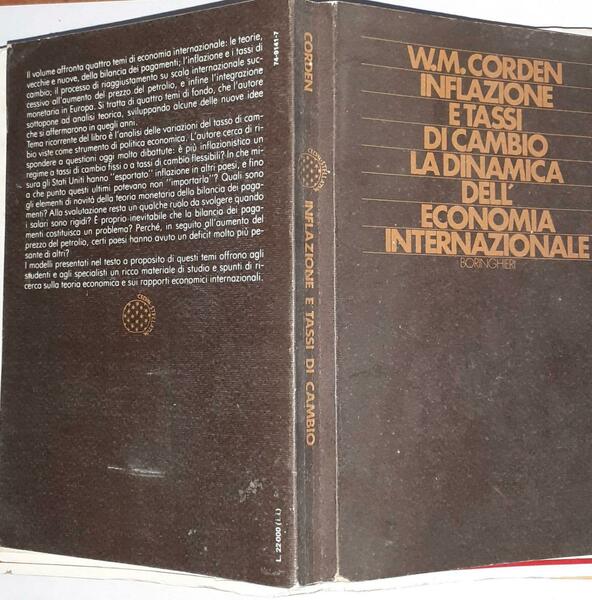 Il volume affronta quattro temi di economia internazionale: le teorie,
vecchie e nuove, della bilancia dei pagamenti; l'inflazione e i tassi di
cambio; il processo di riaggiustamento su scala internazionale suc-
cessivo all'aumento del prezzo del petrolio, e infine l'integrazione
monetaria in Europa. Si tratta di quattro temi di fondo, che l'autore
sottopone ad analisi teorica, sviluppando alcune delle nuove idee
che si affermarono in quegli anni.
Tema ricorrente del libro è l'analisi delle variazioni del tasso di cam-
bio viste come strumento di politica economica. L'autore cerca di ri-
spondere a questioni oggi molto dibattute: è più inflazionistico un
regime a tassi di cambio fissi o a tassi di cambio flessibili? In che mi-
sura gli Stati Uniti hanno "esportato" inflazione in altri paesi, e fino
a che punto questi ultimi potevano non "importarla"? Quali sono
gli elementi di novità della teoria monetaria della bilancia dei paga-
menti? Alla svalutazione resta un qualche ruolo da svolgere quando
i salari sono rigidi? È proprio inevitabile che la bilancia dei paga-
menti costituisca un problema? Perché, in seguito all'aumento del
prezzo del petrolio, certi paesi hanno avuto un deficit molto più pe-
sante di altri?
I modelli presentati nel testo a proposito di questi temi offrono agli
studenti e agli specialisti un ricco materiale di studio e spunti di ri-
cerca sulla teoria economica e sui rapporti economici internazionali.
74-9141-7
L. 22000 (i.i.)
CORDEN
INFLAZIONE E TASSI DI CAMBIO
W.M. CORDEN
INFLAZIONE
E TASSI
DI CAMBIO
LA DINAMICA
DELL'
ECONOMIA
INTERNAZIONALE
BORINGHIERI